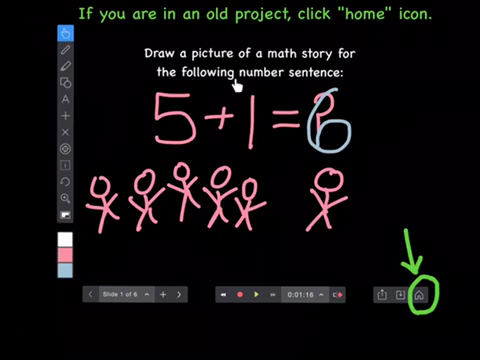 If you are in an old project, click "home" icon.
Draw a picture of a math story for
the following number sentence:
5+1=6
Slide 1 of 6
0:01:16